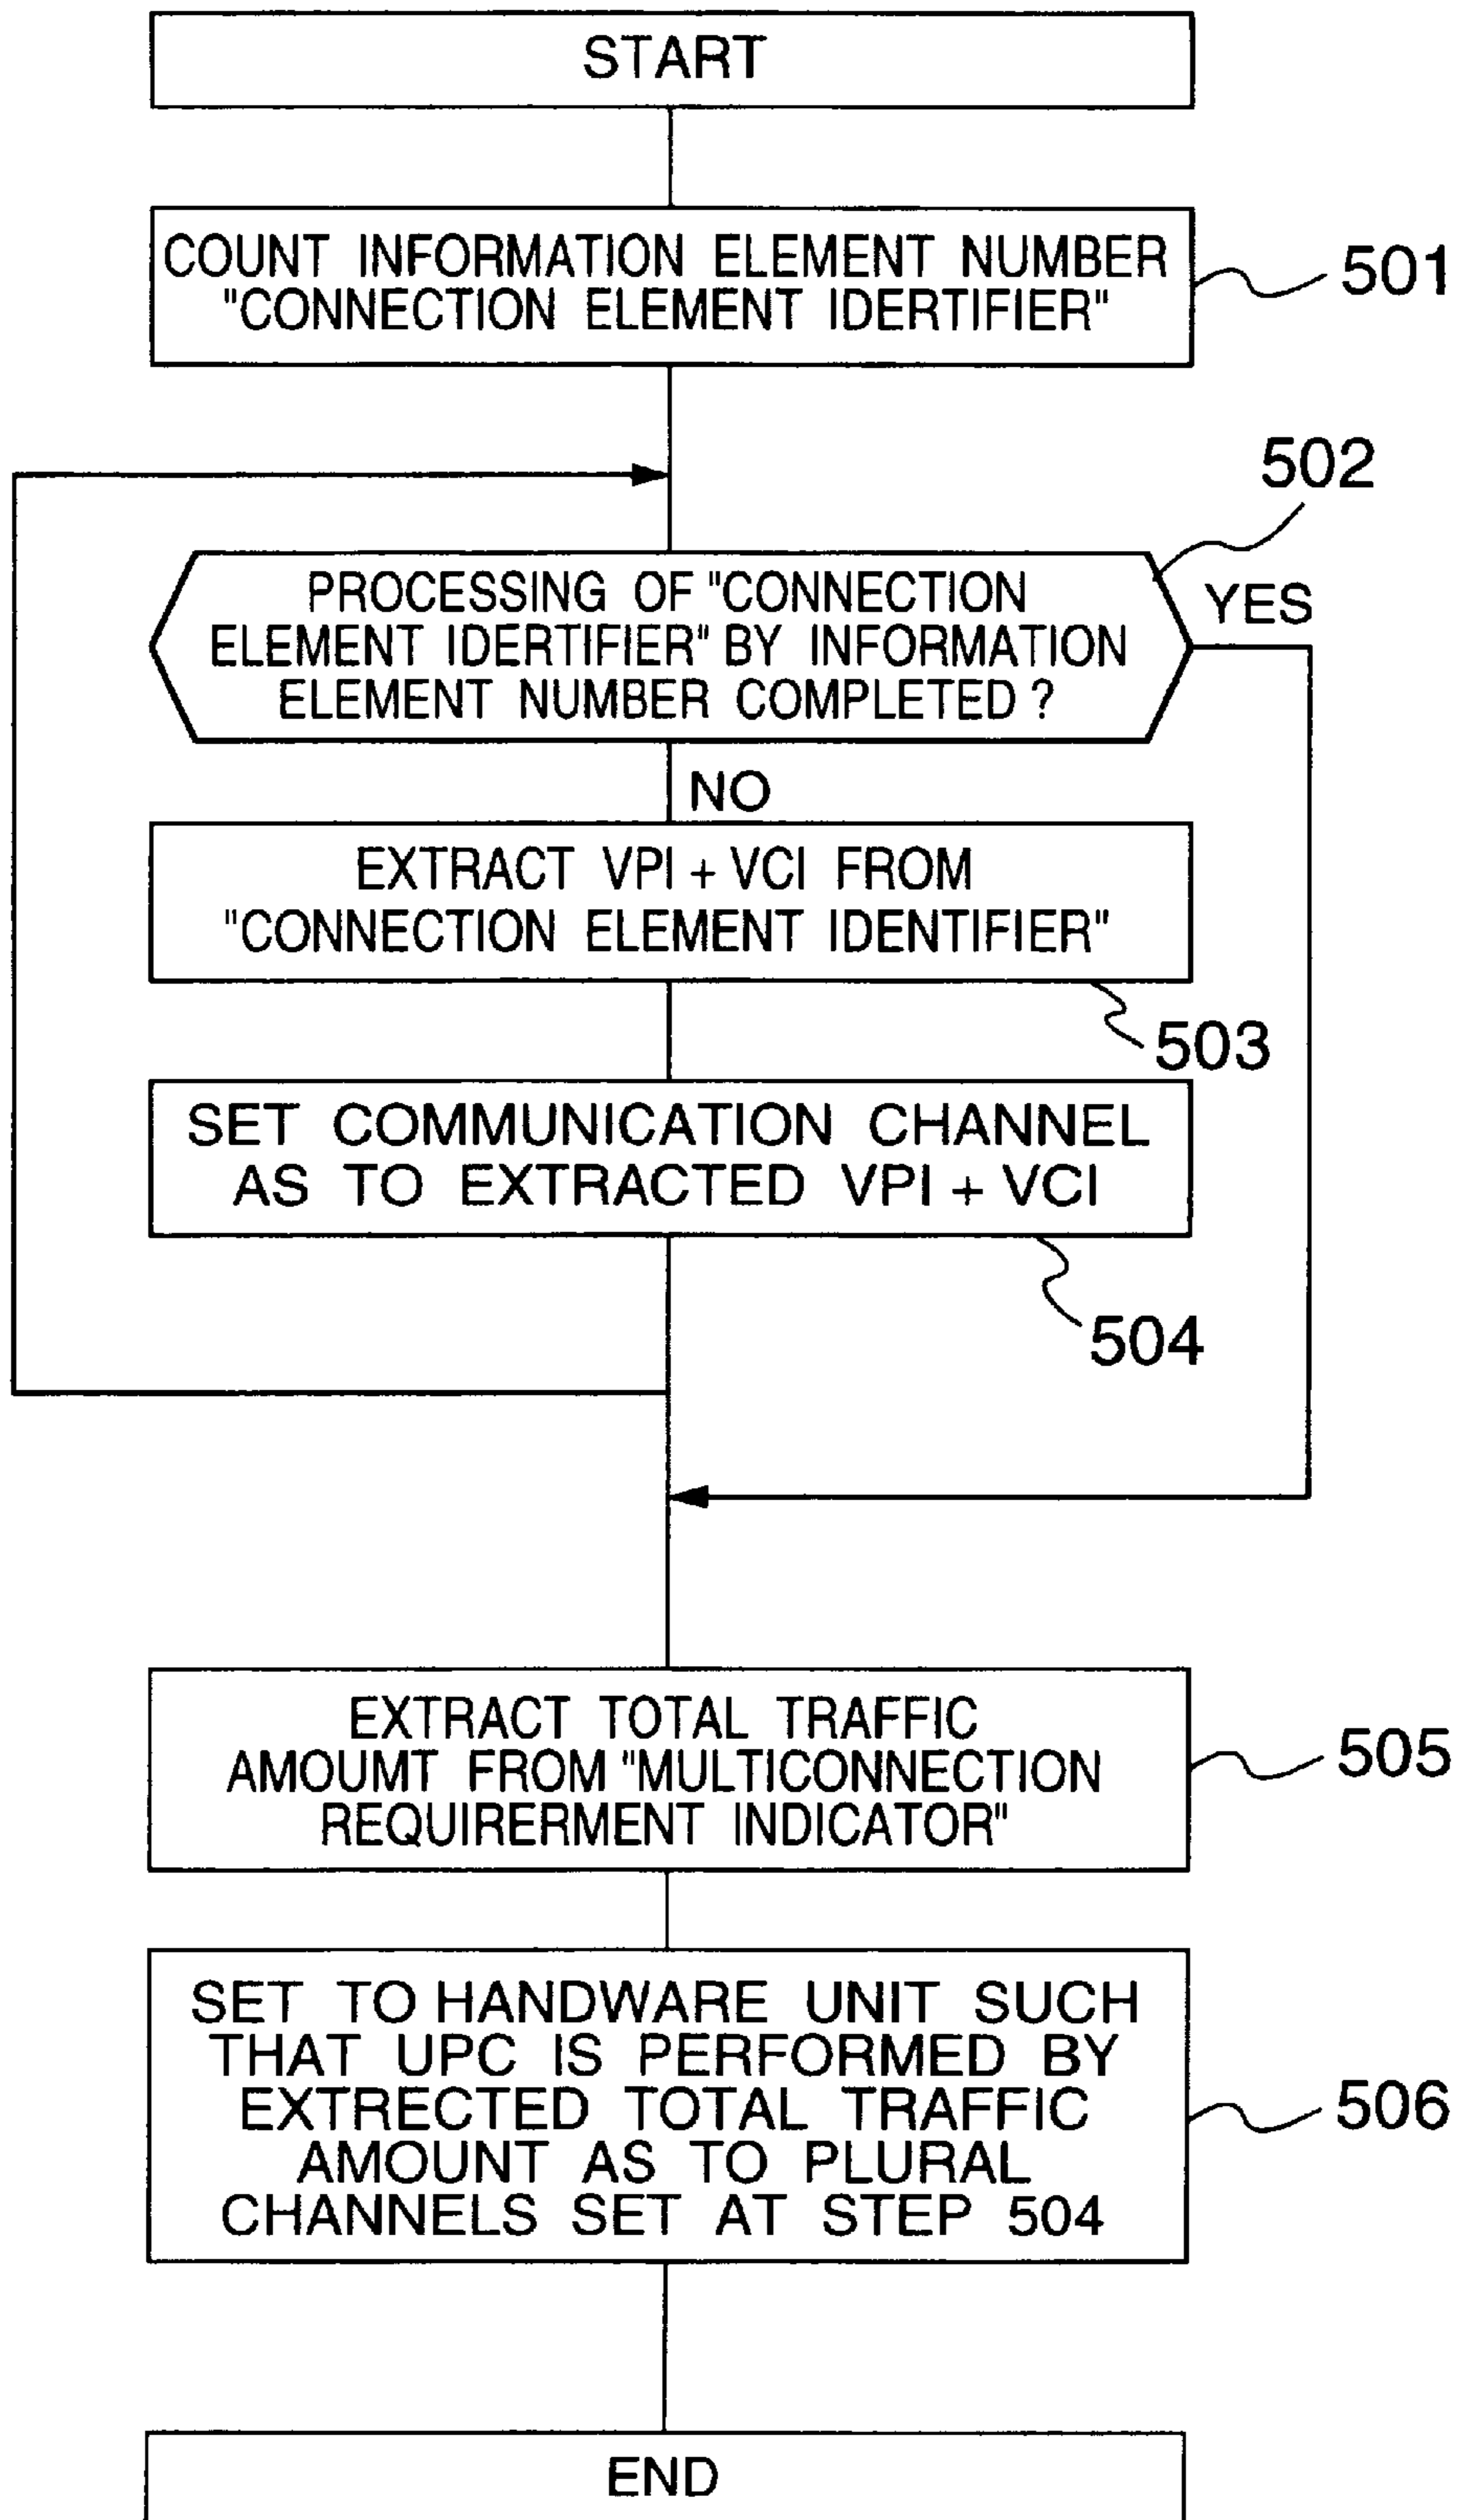 START
COUNT INFORMATION ELEMENT NUMBER
"CONNECTION ELEMENT IDERTIFIER"
501
502
PROCESSING OF "CONNECTION
ELEMENT IDERTIFIER" BY INFORMATION
ELEMENT NUMBER COMPLETED ?
YES
NO
EXTRACT VPI + VCI FROM
"CONNECTION ELEMENT IDENTIFIER"
503
SET COMMUNICATION CHANNEL
AS TO EXTRACTED VPI + VCI
504
EXTRACT TOTAL TRAFFIC
AMOUMT FROM "MULTICONNECTION
REQUIRERMENT INDICATOR"
505
SET TO HANDWARE UNIT SUCH
THAT UPC IS PERFORMED BY
EXTRECTED TOTAL TRAFFIC
AMOUNT AS TO PLURAL
CHANNELS SET AT STEP 504
506
END